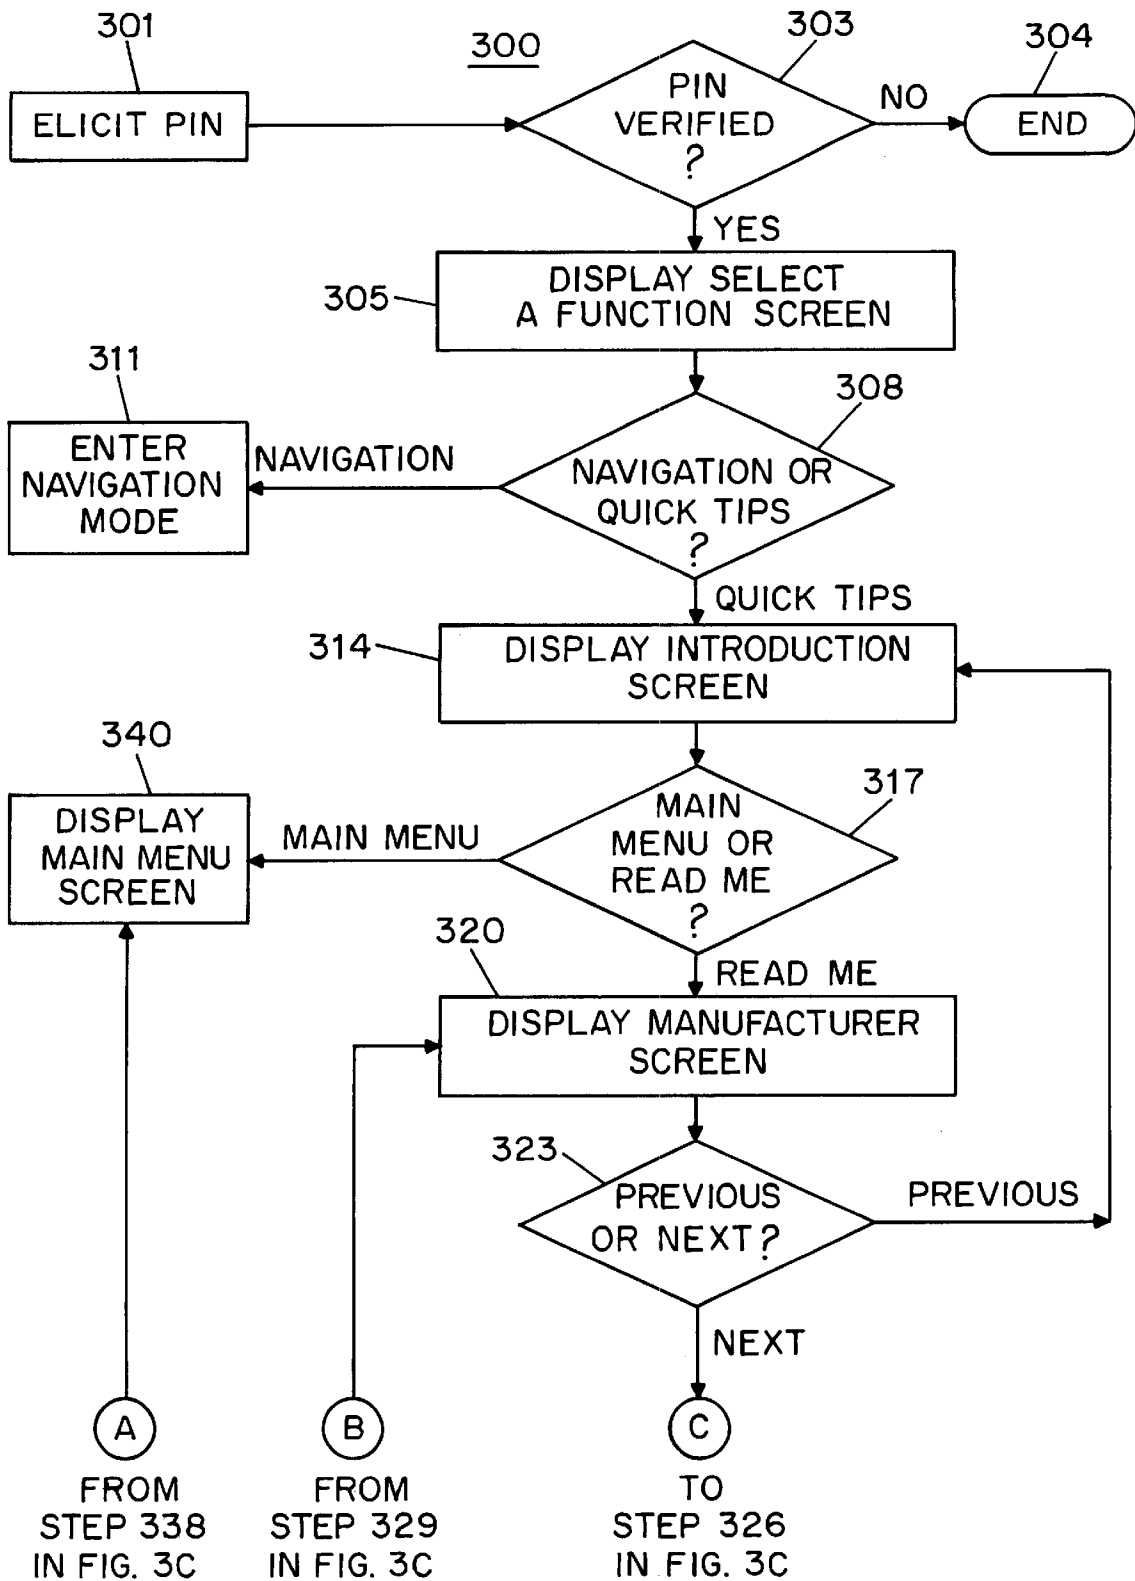 301
300
303
304
ELICIT PIN
PIN
VERIFIED
?
NO
END
YES
305
DISPLAY SELECT
A FUNCTION SCREEN
311
308
ENTER
NAVIGATION
MODE
NAVIGATION
NAVIGATION OR
QUICK TIPS
?
QUICK TIPS
314
DISPLAY INTRODUCTION
SCREEN
340
317
DISPLAY
MAIN MENU
SCREEN
MAIN MENU
MAIN
MENU OR
READ ME
?
320
READ ME
DISPLAY MANUFACTURER
SCREEN
323
PREVIOUS
OR NEXT?
PREVIOUS
NEXT
A
B
C
FROM
STEP 338
IN FIG. 3C
FROM
STEP 329
IN FIG. 3C
TO
STEP 326
IN FIG. 3C